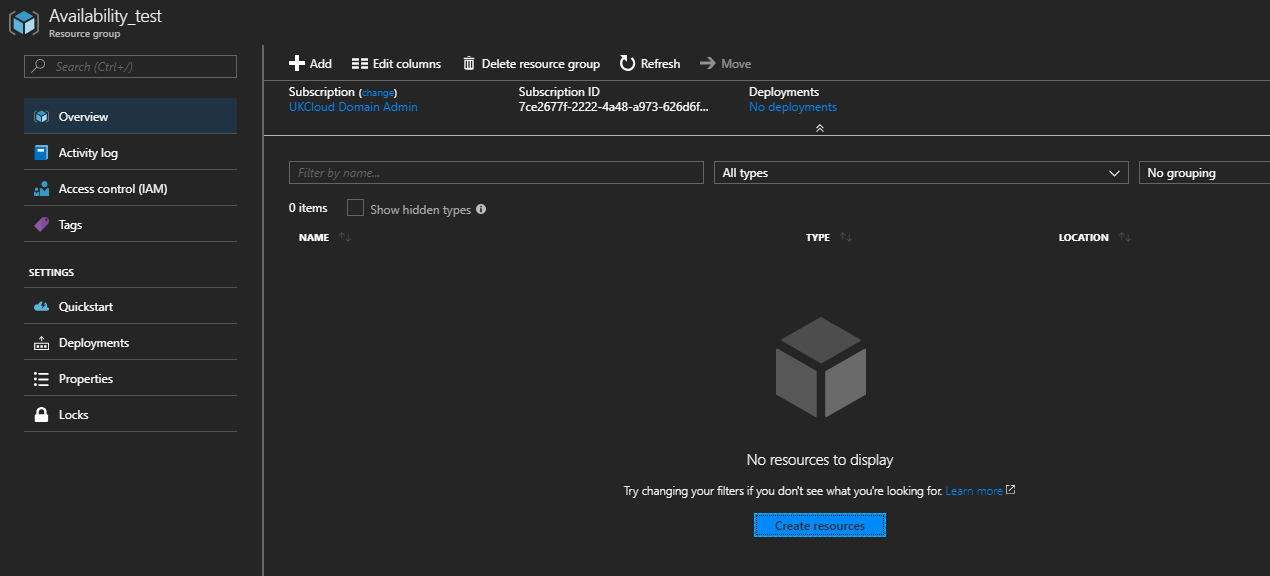 Availability_test
Resource group
Search (Ctrl+/)
Overview
Activity log
Access control (IAM)
Tags
SETTINGS
Quickstart
Deployments
Properties
Locks
Add Edit columns Delete resource group Refresh Move
Subscription (change) Subscription ID Deployments
UKCloud Domain Admin 7ce2677f-2222-4a48-a973-626d6f... No deployments
Filter by name... All types No grouping
0 items Show hidden types
NAME TYPE LOCATION
No resources to display
Try changing your filters if you don't see what you're looking for. Learn more
Create resources